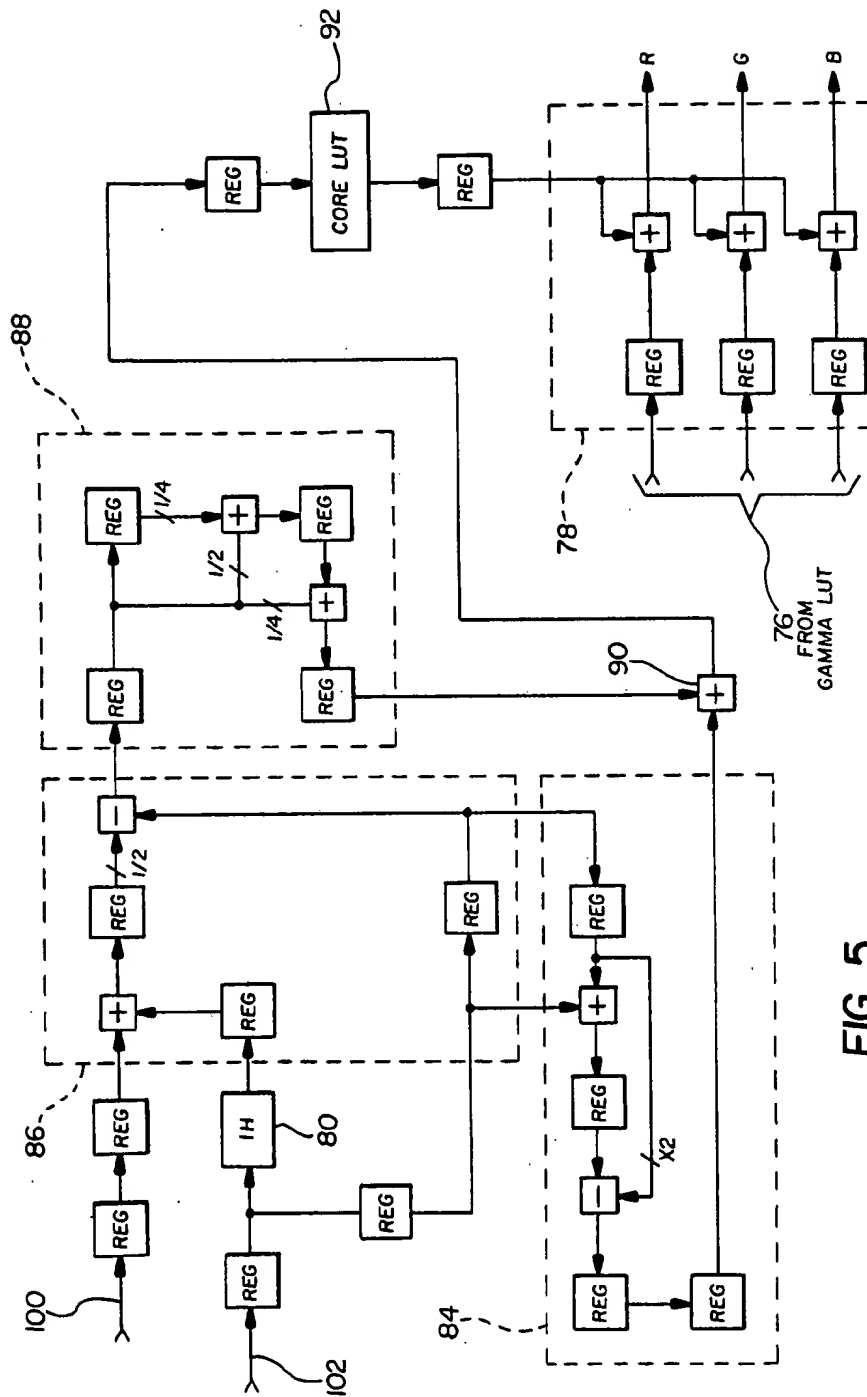 92
REG
CORE LUT
REG
R
G
B
+
+
+
REG
REG
REG
78
76
FROM
GAMMA LUT
88
REG
REG
1/4
+
1/2
REG
1/4
+
REG
90
+
86
-
1/2
REG
+
REG
REG
REG
REG
100
1H
80
REG
REG
102
84
REG
+
REG
X2
-
REG
REG
FIG. 5